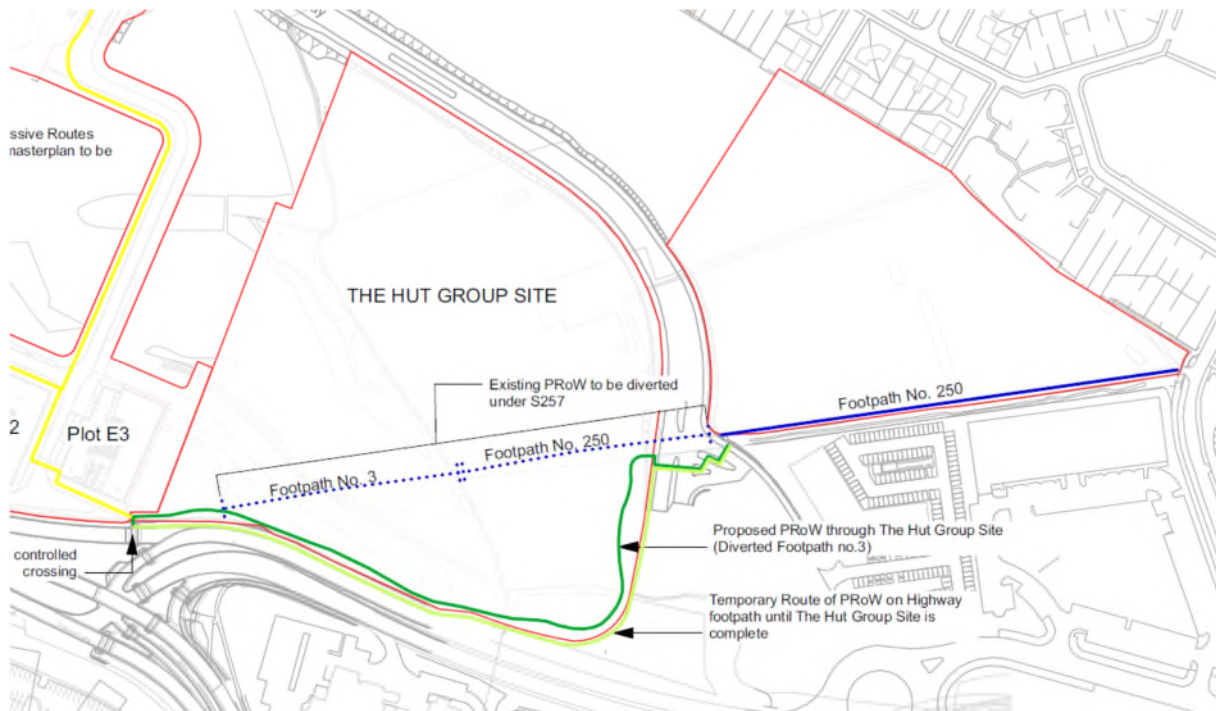 ssive Routes
masterplan to be
THE HUT GROUP SITE
Existing PRoW to be diverted
under S257
Footpath No. 250
2
Plot E3
Footpath No. 250
Footpath No. 3
controlled
crossing
Proposed PRoW through The Hut Group Site
(Diverted Footpath no.3)
Temporary Route of PRoW on Highway
footpath until The Hut Group Site is
complete